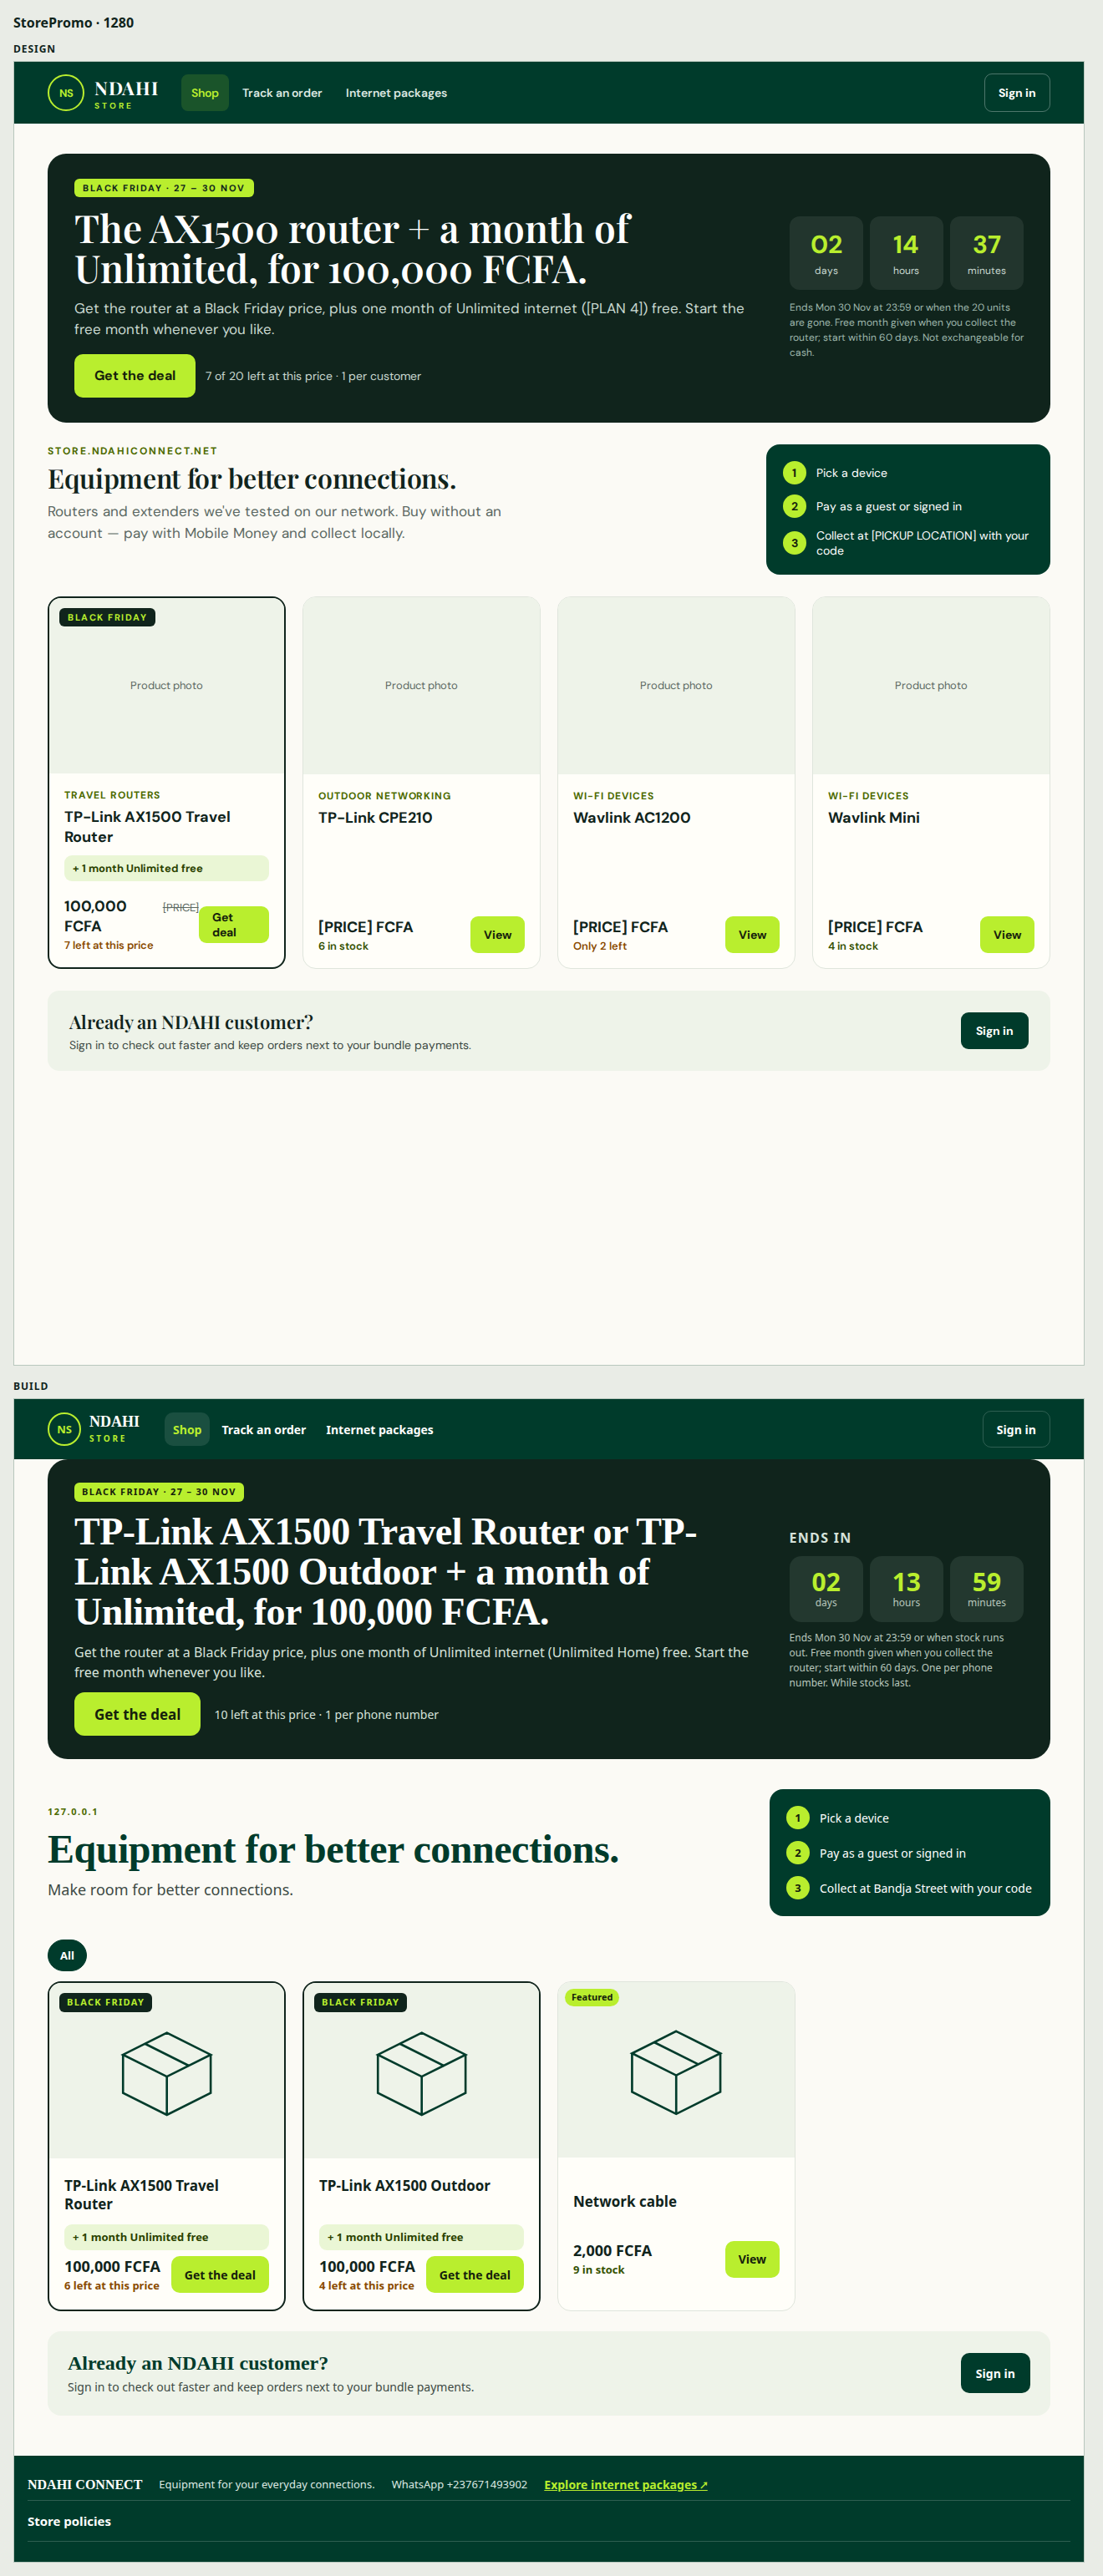 StorePromo · 1280
DESIGN
NS
NDAHI
STORE
Shop
Track an order
Internet packages
Sign in
BLACK FRIDAY · 27 – 30 NOV
The AX1500 router + a month of
Unlimited, for 100,000 FCFA.
Get the router at a Black Friday price, plus one month of Unlimited internet ([PLAN 4]) free. Start the
free month whenever you like.
Get the deal
7 of 20 left at this price · 1 per customer
02
14
37
days
hours
minutes
Ends Mon 30 Nov at 23:59 or when the 20 units
are gone. Free month given when you collect the
router; start within 60 days. Not exchangeable for
cash.
STORE.NDAHICONNECT.NET
Equipment for better connections.
Routers and extenders we've tested on our network. Buy without an
account — pay with Mobile Money and collect locally.
1
Pick a device
2
Pay as a guest or signed in
3
Collect at [PICKUP LOCATION] with your
code
BLACK FRIDAY
Product photo
TRAVEL ROUTERS
TP-Link AX1500 Travel
Router
+ 1 month Unlimited free
100,000
FCFA
[PRICE]
7 left at this price
Get
deal
Product photo
OUTDOOR NETWORKING
TP-Link CPE210
[PRICE] FCFA
6 in stock
View
Product photo
WI-FI DEVICES
Wavlink AC1200
[PRICE] FCFA
Only 2 left
View
Product photo
WI-FI DEVICES
Wavlink Mini
[PRICE] FCFA
4 in stock
View
Already an NDAHI customer?
Sign in to check out faster and keep orders next to your bundle payments.
Sign in
BUILD
NS
NDAHI
STORE
Shop
Track an order
Internet packages
Sign in
BLACK FRIDAY · 27 – 30 NOV
TP-Link AX1500 Travel Router or TP-
Link AX1500 Outdoor + a month of
Unlimited, for 100,000 FCFA.
Get the router at a Black Friday price, plus one month of Unlimited internet (Unlimited Home) free. Start the
free month whenever you like.
Get the deal
10 left at this price · 1 per phone number
ENDS IN
02
13
59
days
hours
minutes
Ends Mon 30 Nov at 23:59 or when stock runs
out. Free month given when you collect the
router; start within 60 days. One per phone
number. While stocks last.
127.0.0.1
Equipment for better connections.
Make room for better connections.
1
Pick a device
2
Pay as a guest or signed in
3
Collect at Bandja Street with your code
All
BLACK FRIDAY
TP-Link AX1500 Travel
Router
+ 1 month Unlimited free
100,000 FCFA
6 left at this price
Get the deal
BLACK FRIDAY
TP-Link AX1500 Outdoor
+ 1 month Unlimited free
100,000 FCFA
4 left at this price
Get the deal
Featured
Network cable
2,000 FCFA
9 in stock
View
Already an NDAHI customer?
Sign in to check out faster and keep orders next to your bundle payments.
Sign in
NDAHI CONNECT
Equipment for your everyday connections.
WhatsApp +237671493902
Explore internet packages ↗
Store policies